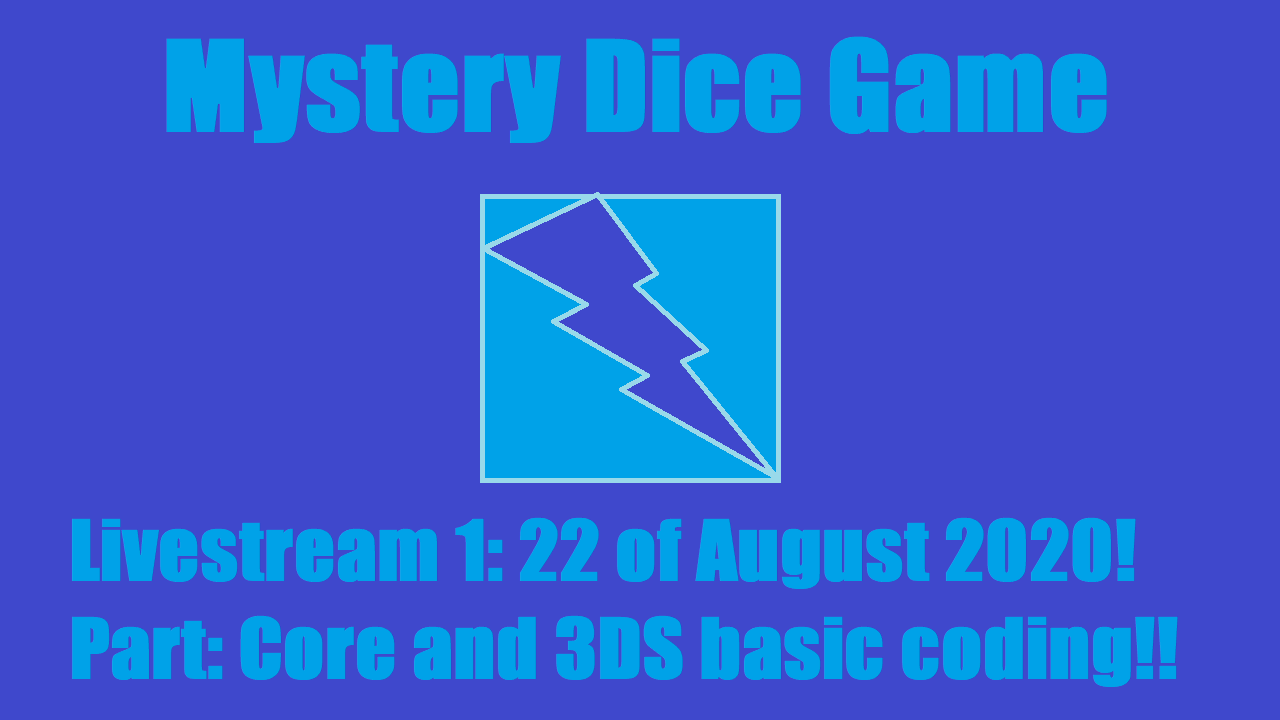 Mystery Dice Game
Livestream 1: 22 of August 2020!
Part: Core and 3DS basic coding!!